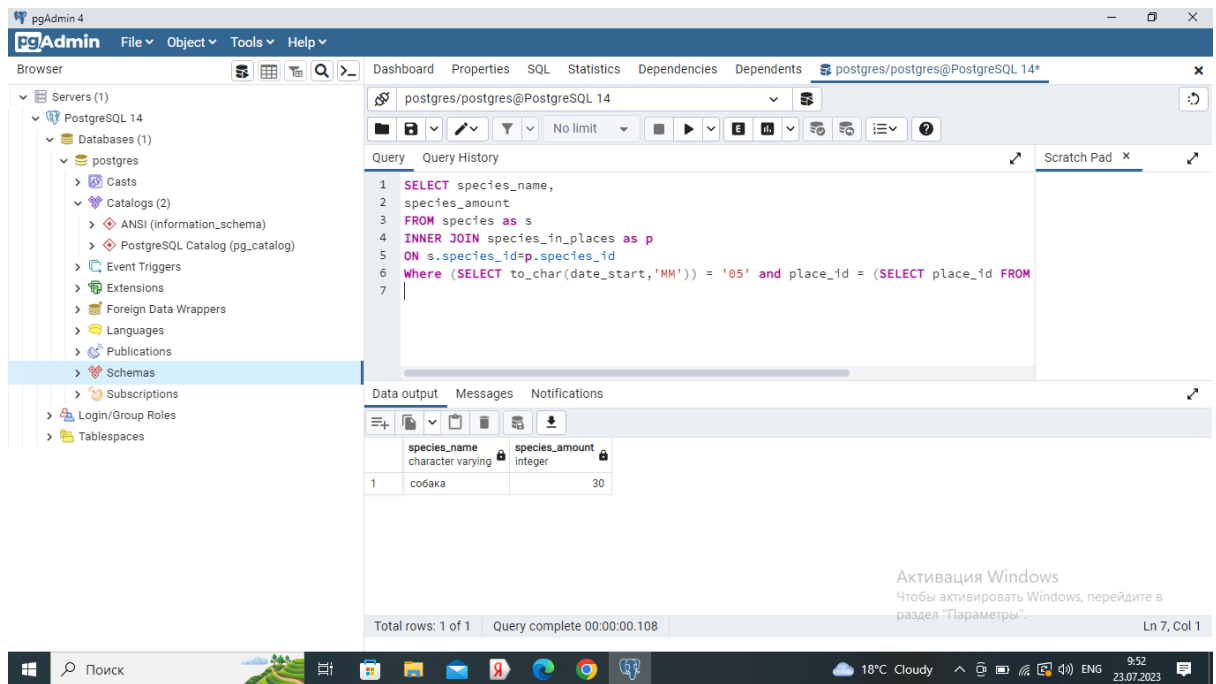 pgAdmin 4
pgAdmin File Object Tools Help
Browser
Dashboard Properties SQL Statistics Dependencies Dependents postgres/postgres@PostgreSQL 14*
Servers (1)
PostgreSQL 14
Databases (1)
postgres
Casts
Catalogs (2)
ANSI (information_schema)
PostgreSQL Catalog (pg_catalog)
Event Triggers
Extensions
Foreign Data Wrappers
Languages
Publications
Schemas
Subscriptions
Login/Group Roles
Tablespaces
postgres/postgres@PostgreSQL 14
No limit
E
Query Query History
Scratch Pad
1 SELECT species_name,
2 species_amount
3 FROM species as s
4 INNER JOIN species_in_places as p
5 ON s.species_id=p.species_id
6 Where (SELECT to_char(date_start,'MM')) = '05' and place_id = (SELECT place_id FROM
7
Data output Messages Notifications
species_name species_amount
character varying integer
1 собака 30
Активация Windows
Чтобы активировать Windows, перейдите в
раздел "Параметры".
Total rows: 1 of 1 Query complete 00:00:00.108 Ln 7, Col 1
Поиск
Я
18°C Cloudy ENG 9:52
23.07.2023